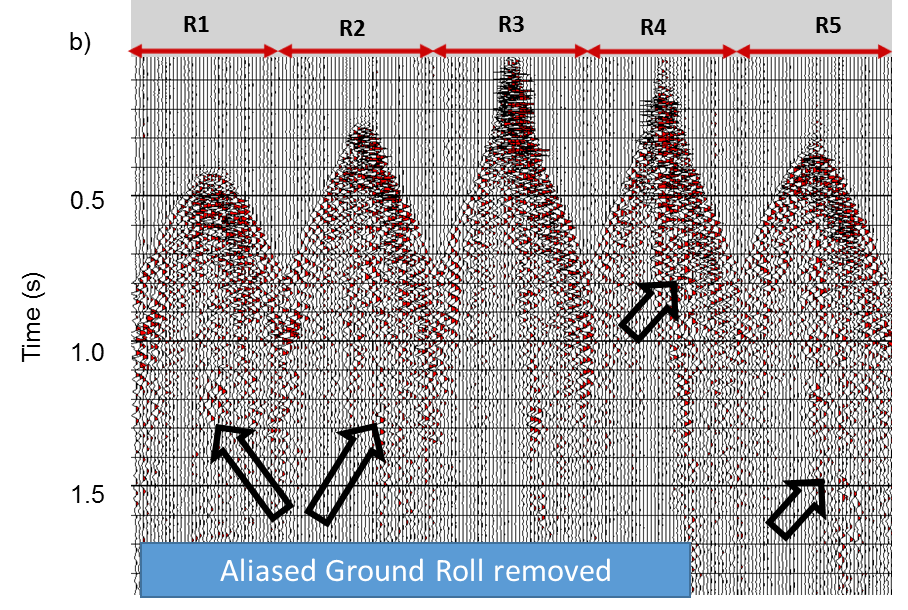 R1 R2 R3 R4 R5
b)
0.5
Time (s)
1.0
1.5
Aliased Ground Roll removed